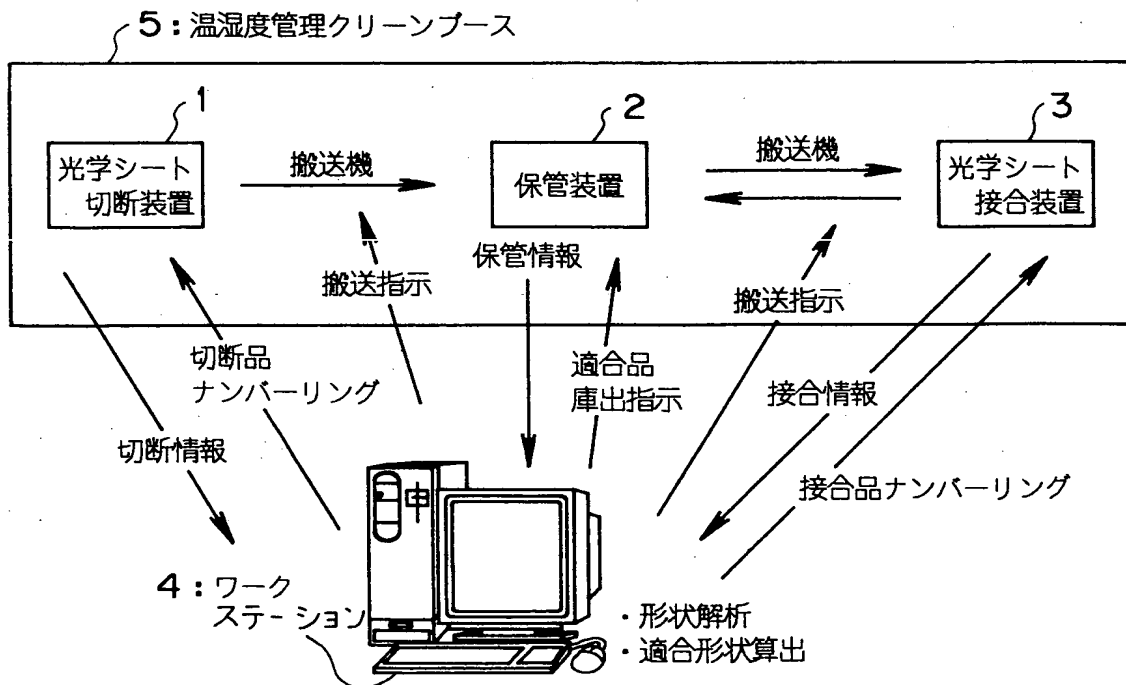 5：温湿度管理クリーンブース
1
光学シート
切断装置
搬送機
2
保管装置
搬送機
3
光学シート
接合装置
保管情報
搬送指示
搬送指示
切断品
ナンバーリング
適合品
庫出指示
接合情報
切断情報
接合品ナンバーリング
4：ワーク
ステーション
・形状解析
・適合形状算出